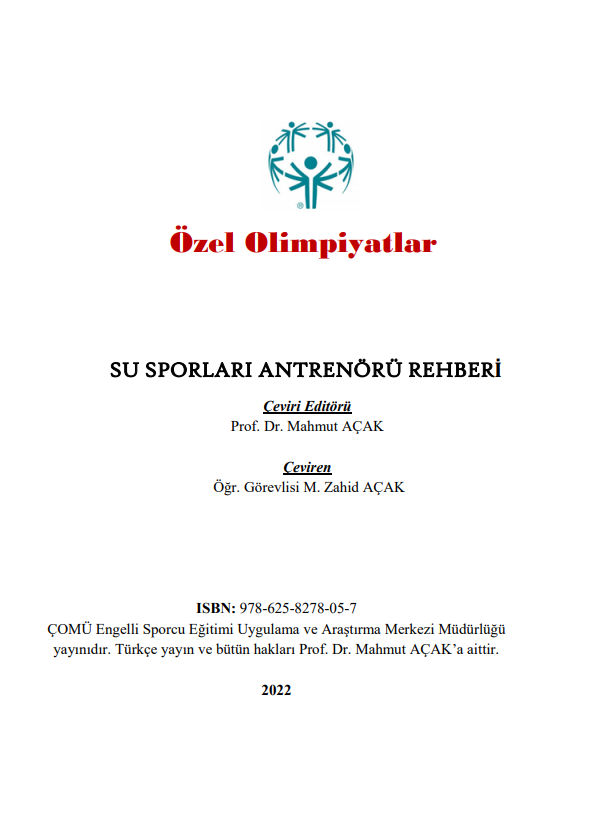 ®
Özel Olimpiyatlar
SU SPORLARI ANTRENÖRÜ REHBERİ
Çeviri Editörü
Prof. Dr. Mahmut AÇAK
Çeviren
Öğr. Görevlisi M. Zahid AÇAK
ISBN: 978-625-8278-05-7
ÇOMÜ Engelli Sporcu Eğitimi Uygulama ve Araştırma Merkezi Müdürlüğü
yayınıdır. Türkçe yayın ve bütün hakları Prof. Dr. Mahmut AÇAK’a aittir.
2022